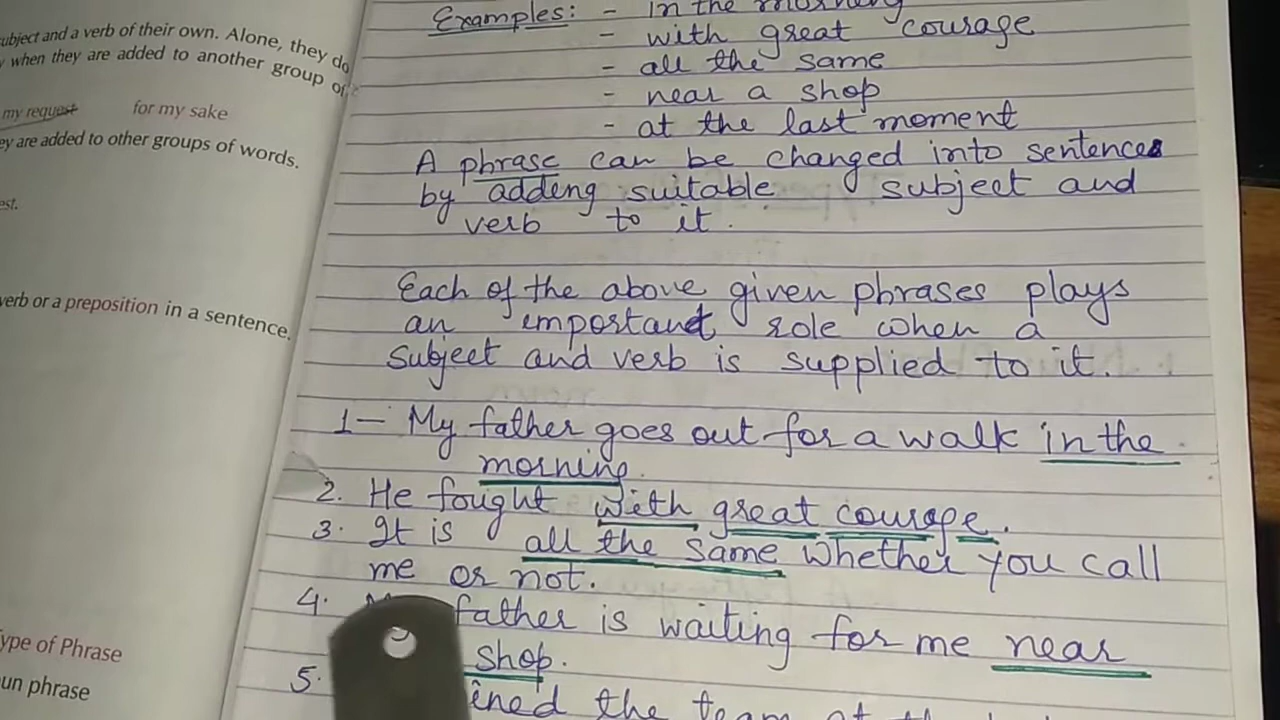 ubject and a verb of their own. Alone, they do
when they are added to another group of
my request for my sake
ey are added to other groups of words.
est.
verb or a preposition in a sentence.
ype of Phrase
un phrase
Examples: - in the morning
- with great courage
- all the same
- near a shop
- at the last moment
A phrase can be changed into sentences
by addeng suitable subject and
verb to it.
Each of the above given phrases plays
an important role when a
subject and verb is supplied to it.
1- My father goes out for a walk in the
morning.
2. He fought with great courage.
3. It is all the same whether you call
me or not.
4. father is waiting for me near
shop.
5. ined the team at